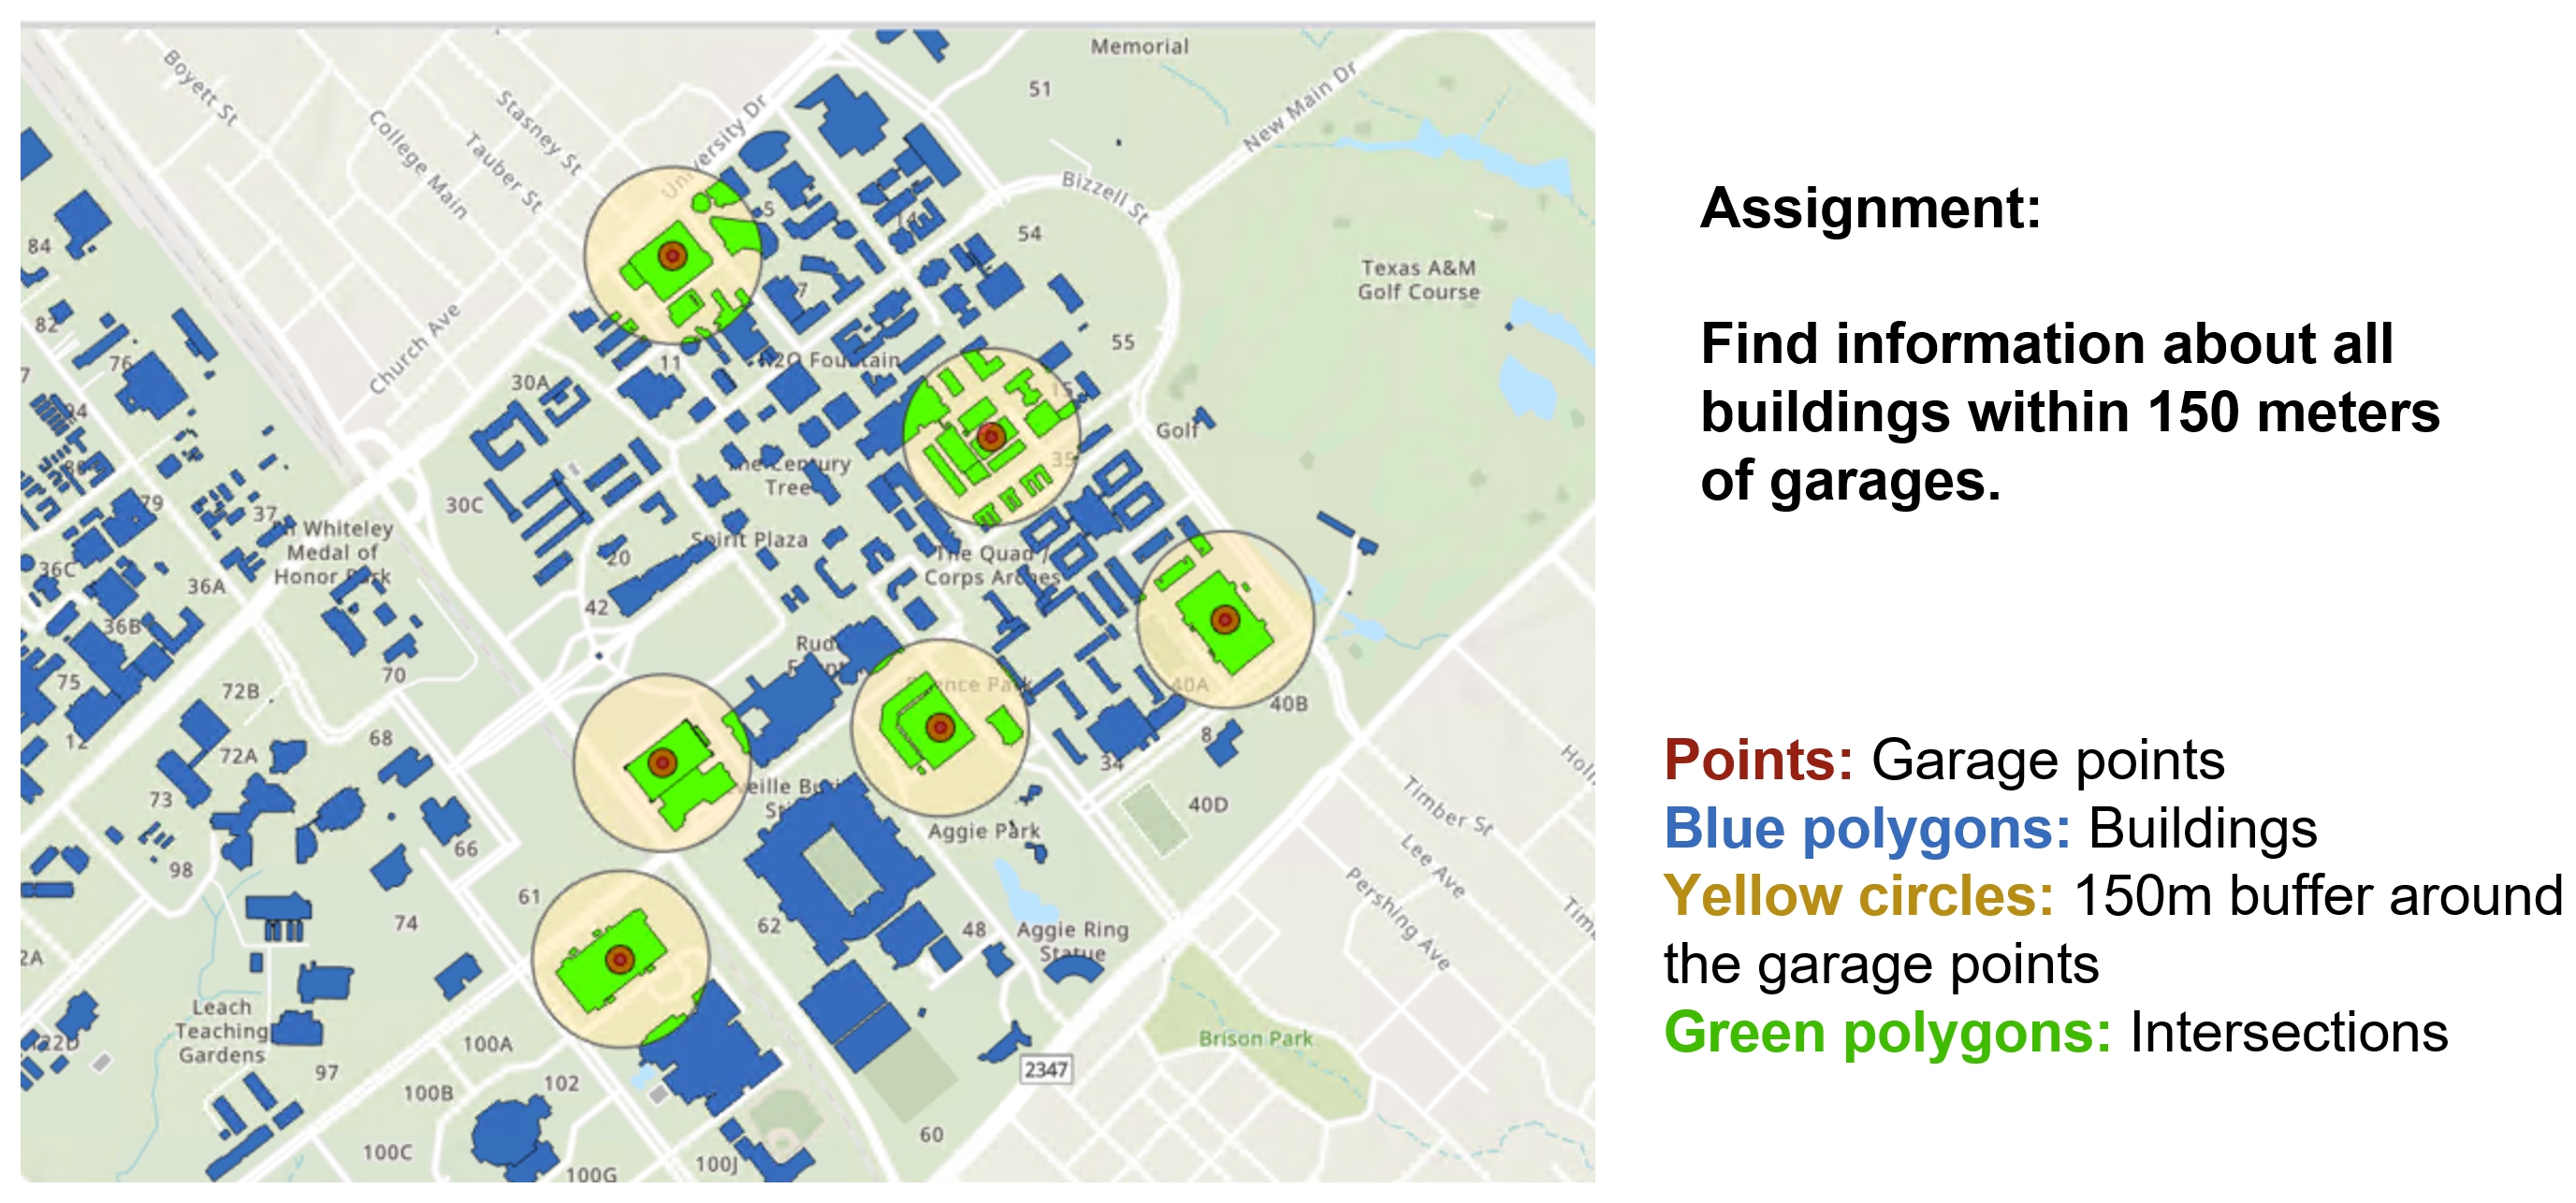 Memorial
51
New Main Dr
Boyett St
Stasney St
College Main
Tauber St
University Dr
Bizzell St
54
5
14
84
Texas A&M
Golf Course
7
82
Church Ave
55
76
11
H2O Fountain
30A
15
94
Golf
The Century
Tree
35
30C
79
37
Whiteley
Medal of
Honor Park
Spirit Plaza
20
The Quad /
Corps Arches
36C
36A
42
36B
70
75
72B
40A
40B
12
72A
68
8
34
73
40D
Timber St
Aggie Park
66
98
Lee Ave
61
Pershing Ave
74
62
48
Aggie Ring
Statue
2A
Leach
Teaching
Gardens
122D
100A
Brison Park
97
2347
102
100B
60
100C
100J
100G
Assignment:
Find information about all
buildings within 150 meters
of garages.
Points: Garage points
Blue polygons: Buildings
Yellow circles: 150m buffer around
the garage points
Green polygons: Intersections